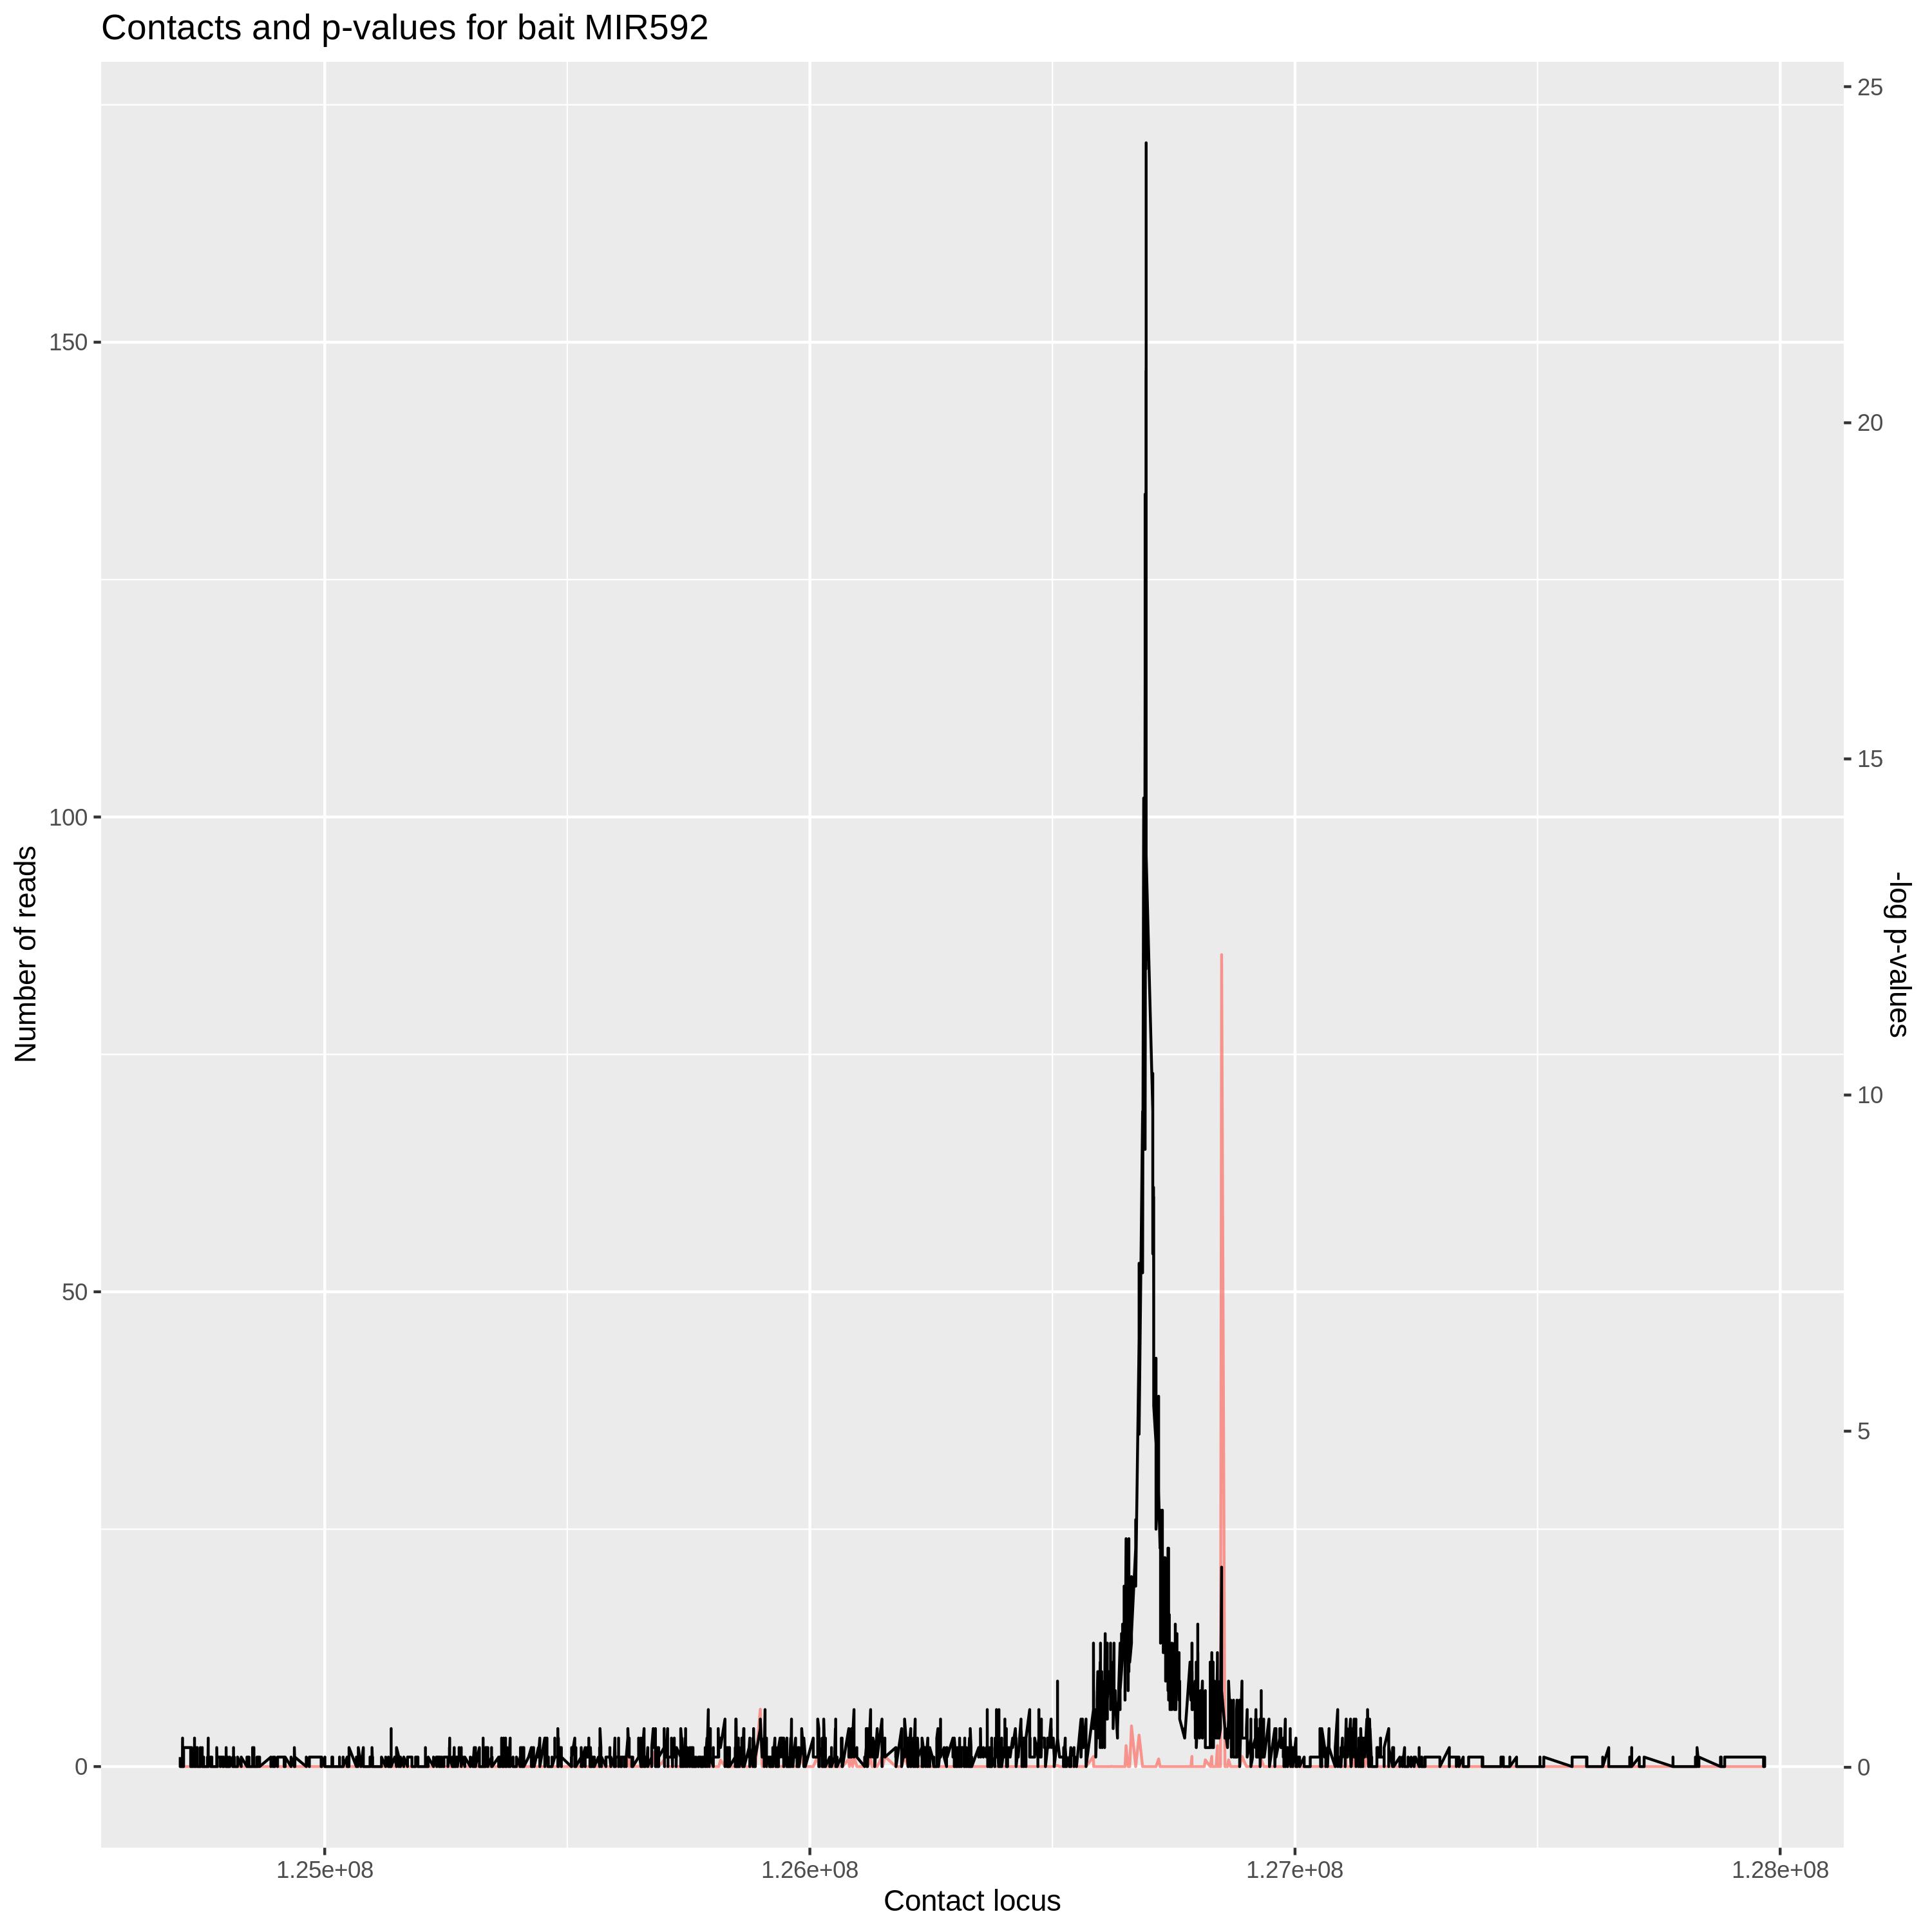 Contacts and p-values for bait MIR592
25
150
20
15
100
Number of reads
-log p-values
10
50
5
0
0
1.25e+08
1.26e+08
1.27e+08
1.28e+08
Contact locus